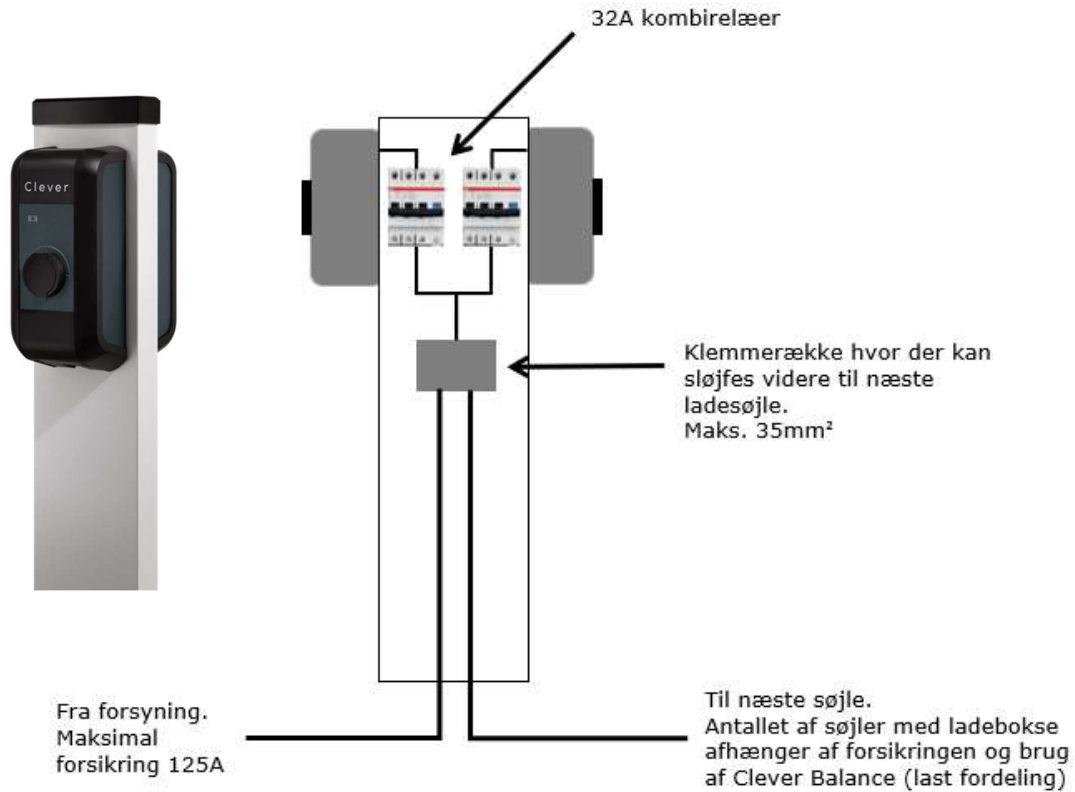 32A kombirelæer
Clever
Klemmerække hvor der kan
sløjfes videre til næste
ladesøjle.
Maks. 35mm²
Fra forsyning.
Maksimal
forsikring 125A
Til næste søjle.
Antallet af søjler med ladebokse
afhænger af forsikringen og brug
af Clever Balance (last fordeling)